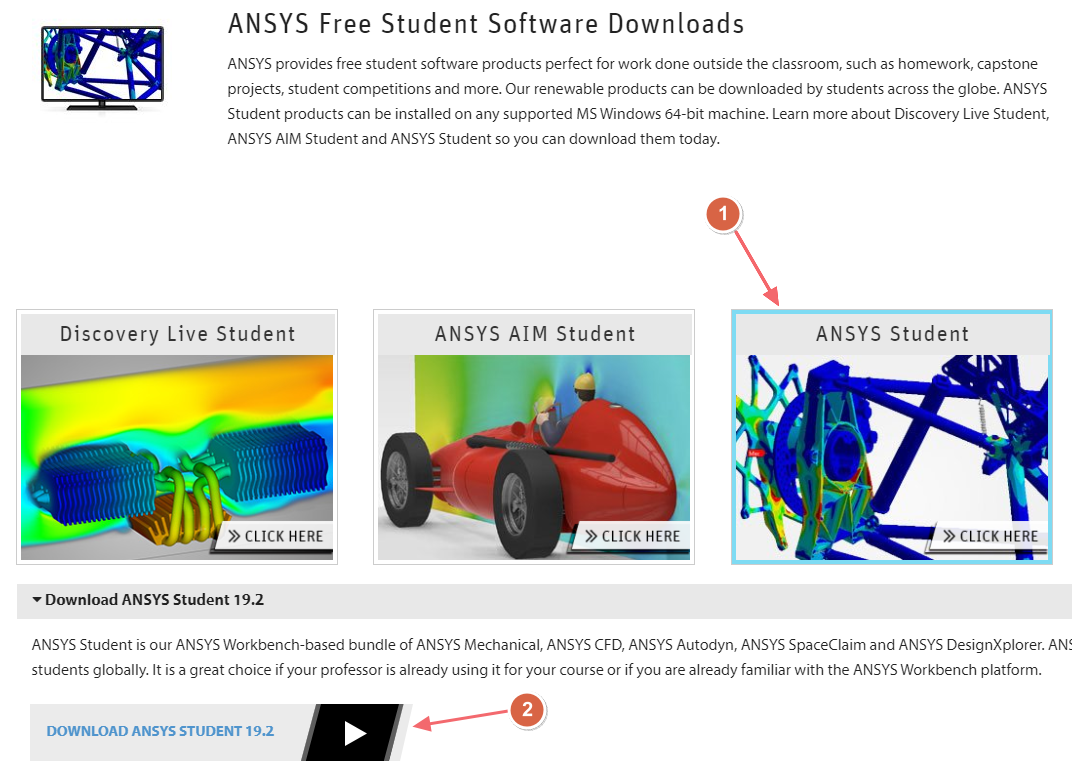 ANSYS Free Student Software Downloads
ANSYS provides free student software products perfect for work done outside the classroom, such as homework, capstone
projects, student competitions and more. Our renewable products can be downloaded by students across the globe. ANSYS
Student products can be installed on any supported MS Windows 64-bit machine. Learn more about Discovery Live Student,
ANSYS AIM Student and ANSYS Student so you can download them today.
1
Discovery Live Student
ANSYS AIM Student
ANSYS Student
CLICK HERE
CLICK HERE
CLICK HERE
Download ANSYS Student 19.2
ANSYS Student is our ANSYS Workbench-based bundle of ANSYS Mechanical, ANSYS CFD, ANSYS Autodyn, ANSYS SpaceClaim and ANSYS DesignXplorer. ANS
students globally. It is a great choice if your professor is already using it for your course or if you are already familiar with the ANSYS Workbench platform.
2
DOWNLOAD ANSYS STUDENT 19.2